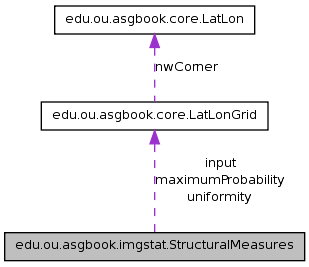 edu.ou.asgbook.core.LatLon
nwCorner
edu.ou.asgbook.core.LatLonGrid
input
maximumProbability
uniformity
edu.ou.asgbook.imgstat.StructuralMeasures